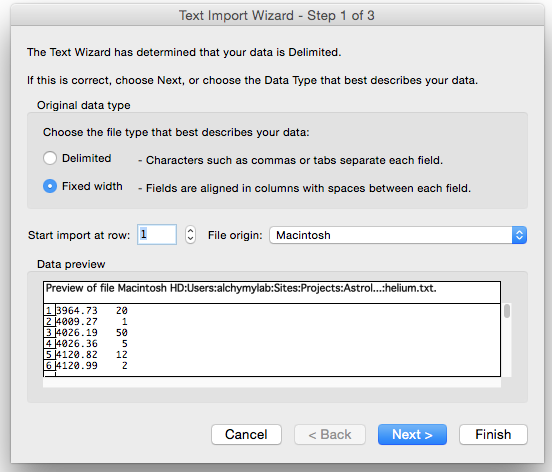 Text Import Wizard - Step 1 of 3
The Text Wizard has determined that your data is Delimited.
If this is correct, choose Next, or choose the Data Type that best describes your data.
Original data type
Choose the file type that best describes your data:
Delimited - Characters such as commas or tabs separate each field.
Fixed width - Fields are aligned in columns with spaces between each field.
Start import at row: 1 File origin: Macintosh
Data preview
Preview of file Macintosh HD:Users:alchymylab:Sites:Projects:Astrol...:helium.txt.
1 3964.73 20
2 4009.27 1
3 4026.19 50
4 4026.36 5
5 4120.82 12
6 4120.99 2
Cancel < Back Next > Finish